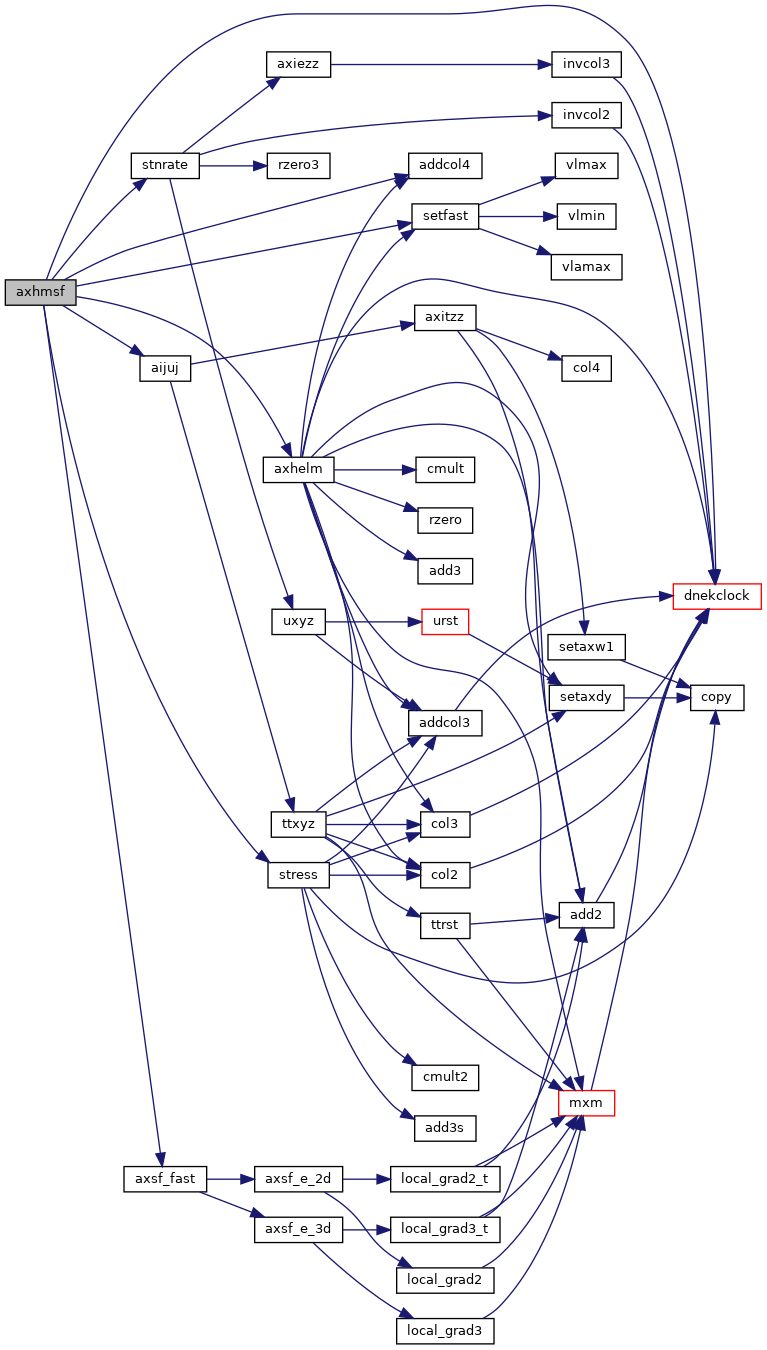 axiezz
invcol3
invcol2
stnrate
rzero3
addcol4
vlmax
setfast
vlmin
vlamax
axhmsf
axitzz
aijuj
col4
axhelm
cmult
rzero
add3
dnekclock
uxyz
urst
setaxw1
setaxdy
copy
addcol3
ttxyz
col3
stress
col2
ttrst
add2
cmult2
mxm
add3s
axsf_fast
axsf_e_2d
local_grad2_t
axsf_e_3d
local_grad3_t
local_grad2
local_grad3